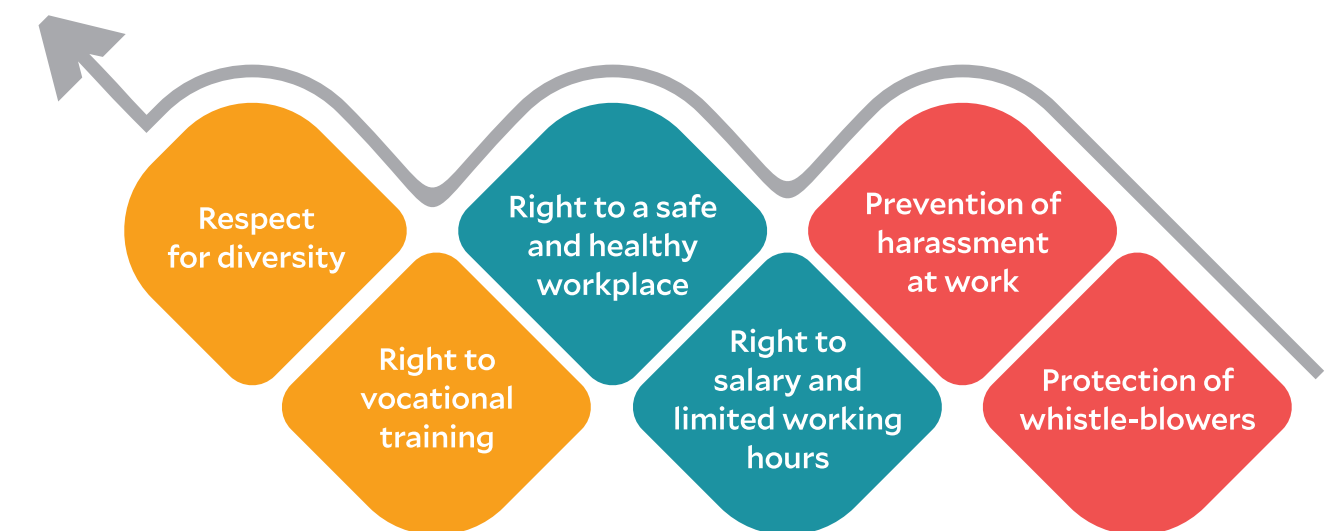 Respect
for diversity
Right to
vocational
training
Right to a safe
and healthy
workplace
Right to
salary and
limited working
hours
Prevention of
harassment
at work
Protection of
whistle-blowers